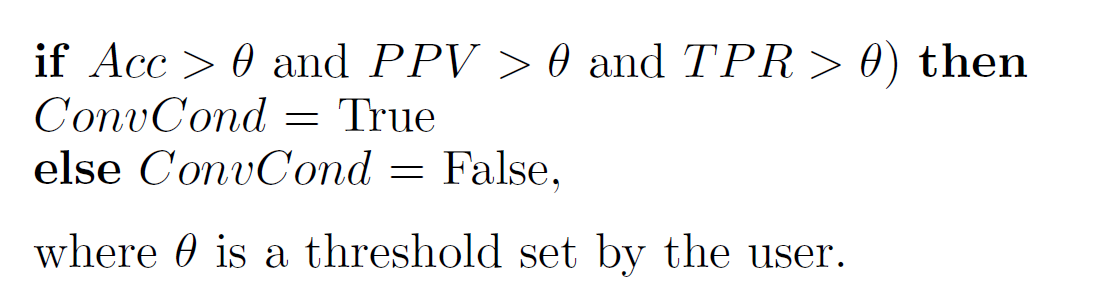 if Acc > θ and PPV > θ and TPR > θ) then
ConvCond = True
else ConvCond = False,
where θ is a threshold set by the user.